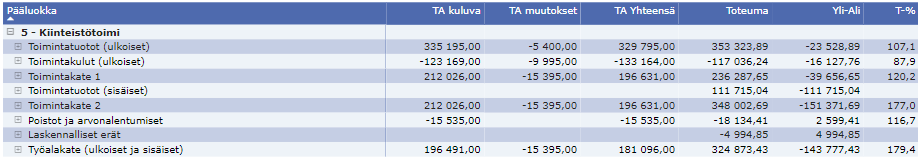 Pääluokka TA kuluva TA muutokset TA Yhteensä Toteuma Yli-Ali T-%
5 - Kiinteistötoimi
Toimintatuotot (ulkoiset) 335 195,00 -5 400,00 329 795,00 353 323,89 -23 528,89 107,1
Toimintakulut (ulkoiset) -123 169,00 -9 995,00 -133 164,00 -117 036,24 -16 127,76 87,9
Toimintakate 1 212 026,00 -15 395,00 196 631,00 236 287,65 -39 656,65 120,2
Toimintatuotot (sisäiset) 111 715,04 -111 715,04
Toimintakate 2 212 026,00 -15 395,00 196 631,00 348 002,69 -151 371,69 177,0
Poistot ja arvonalentumiset -15 535,00 -15 535,00 -18 134,41 2 599,41 116,7
Laskennalliset erät -4 994,85 4 994,85
Työalakate (ulkoiset ja sisäiset) 196 491,00 -15 395,00 181 096,00 324 873,43 -143 777,43 179,4